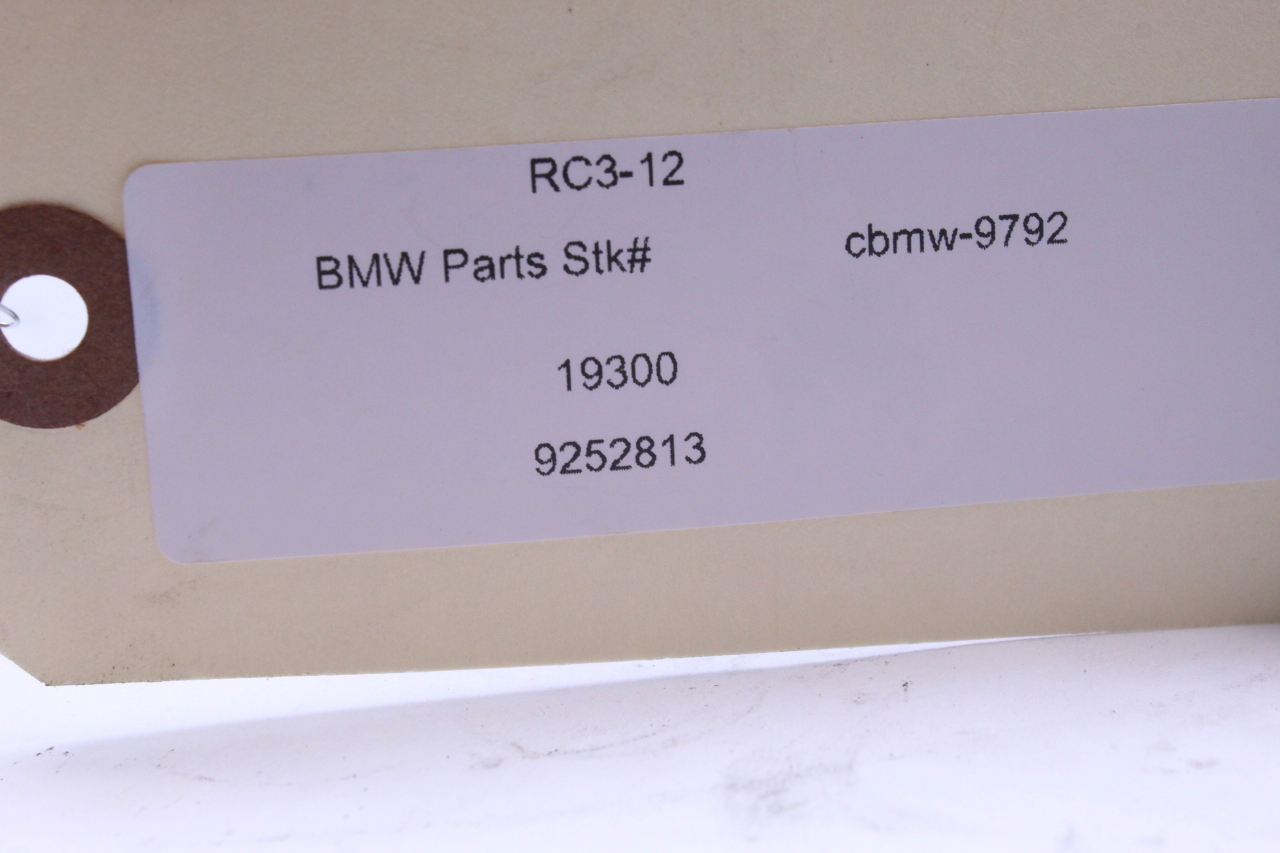 RC3-12
BMW Parts Stk# cbmw-9792
19300
9252813